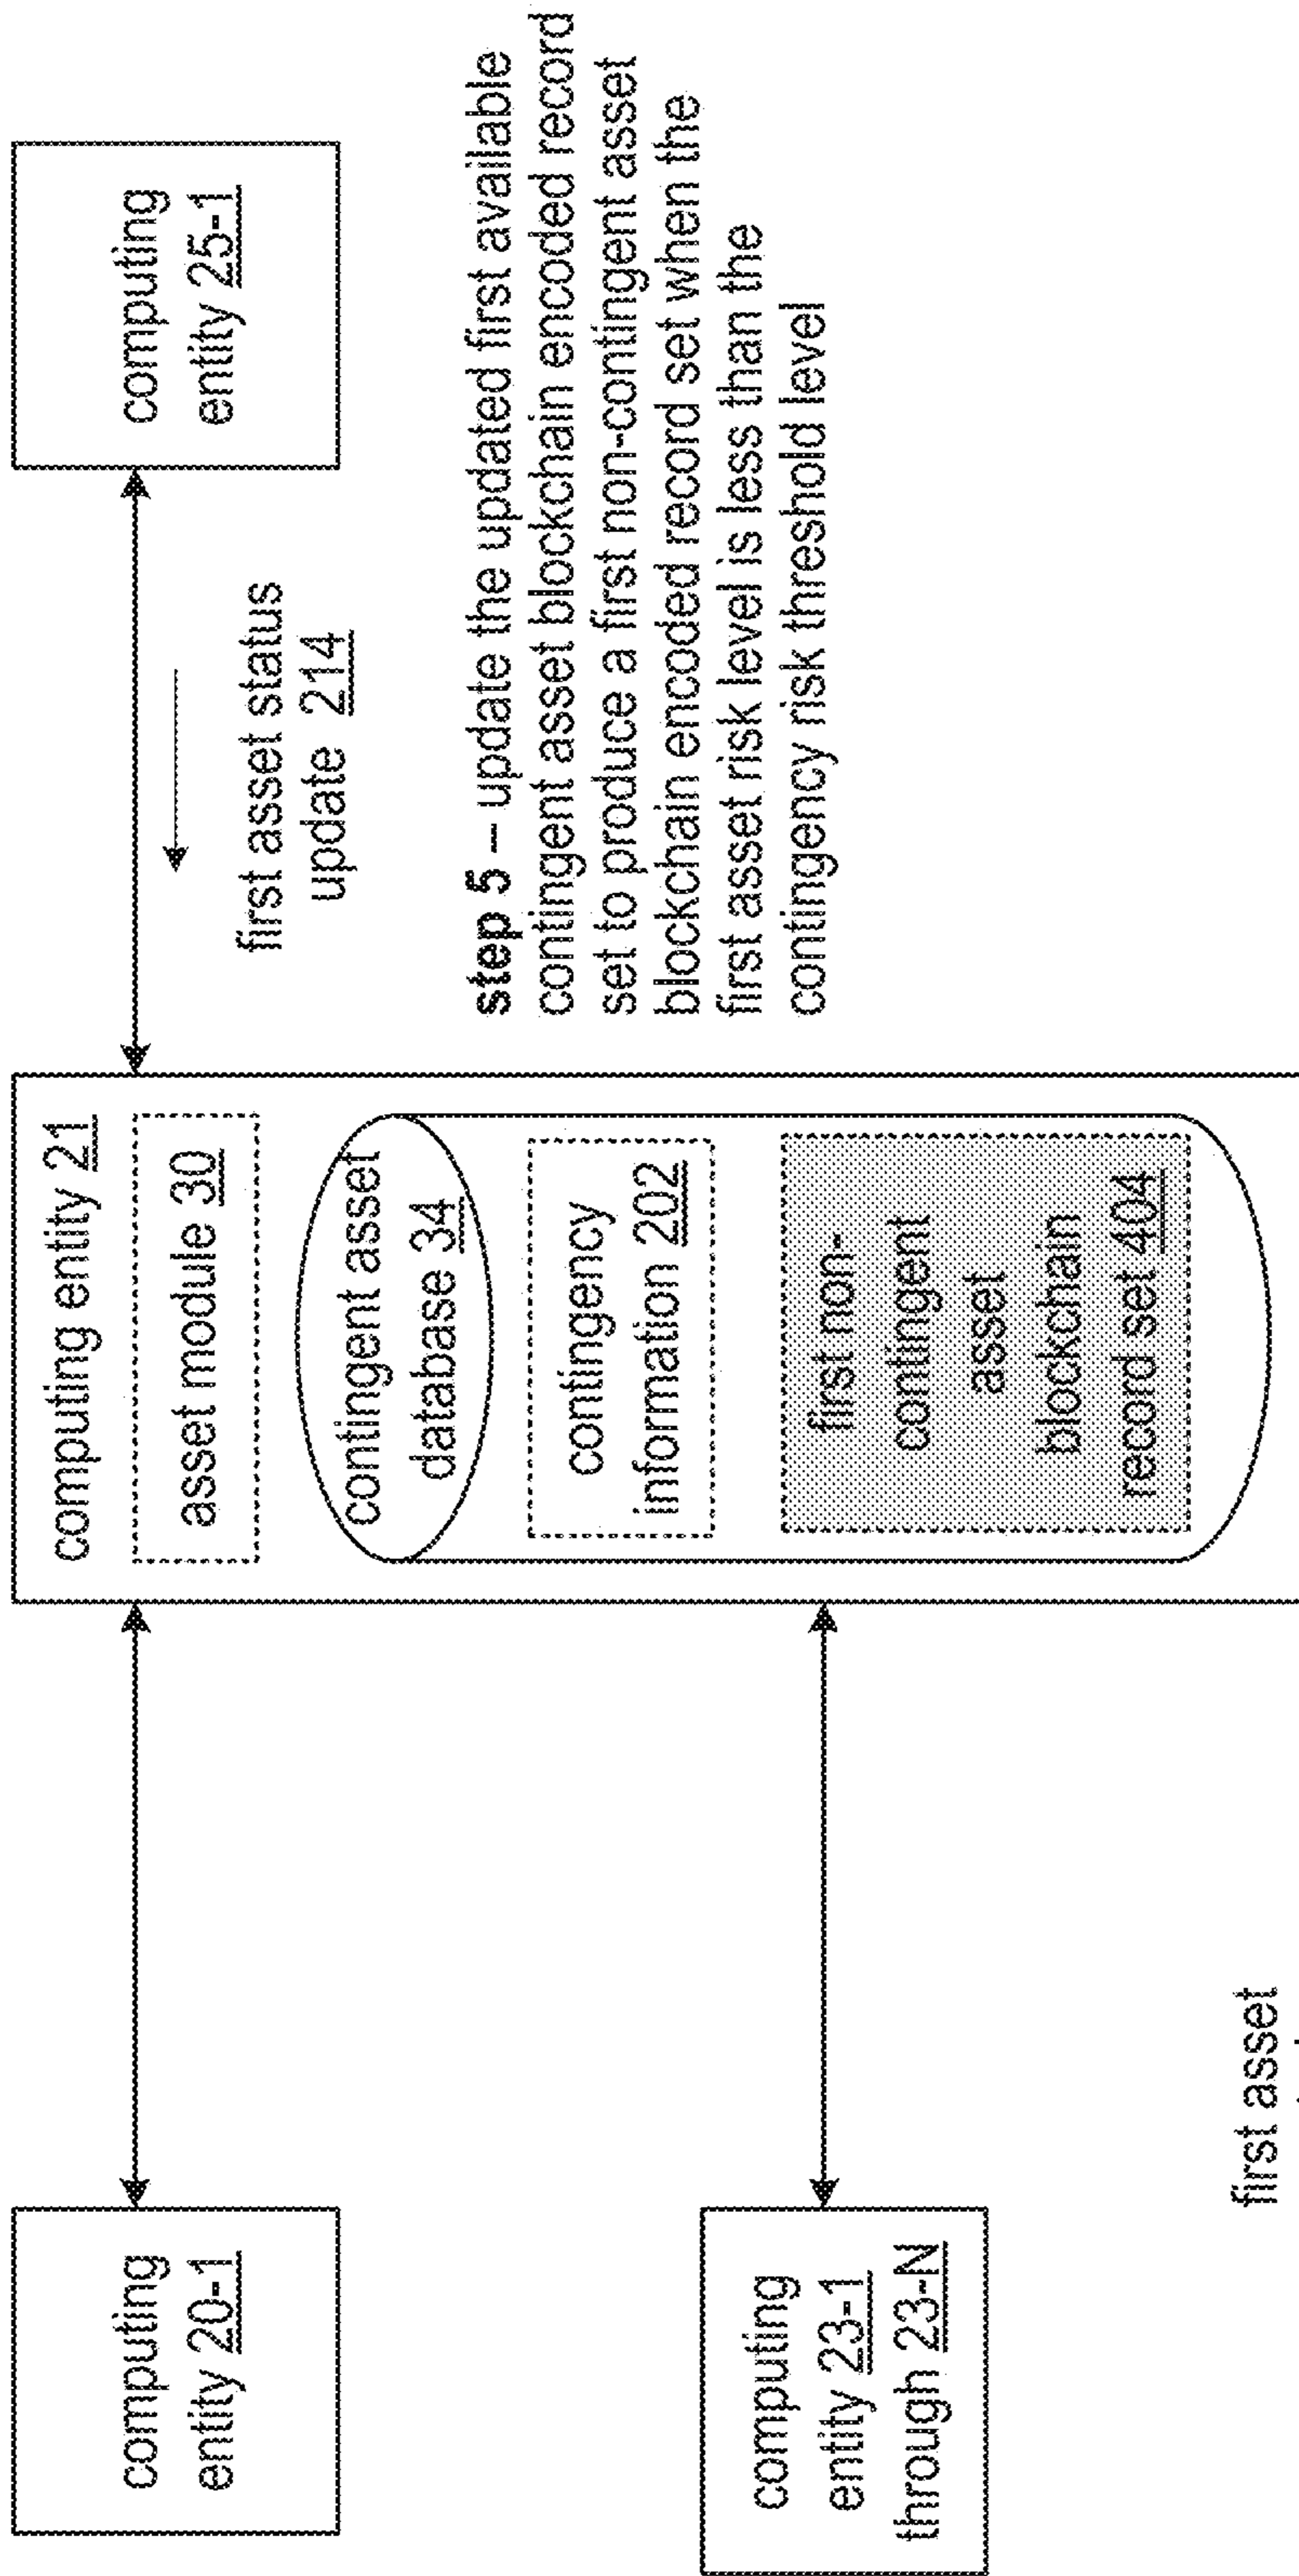 computing
entity 20-1
computing entity 21
asset module 30
contingent asset
database 34
contingency
information 202
first non-
contingent
asset
blockchain
record set 404
computing
entity 25-1
first asset status
update 214
step 5 – update the updated first available
contingent asset blockchain encoded record
set to produce a first non-contingent asset
blockchain encoded record set when the
first asset risk level is less than the
contingency risk threshold level
computing
entity 23-1
through 23-N
first asset